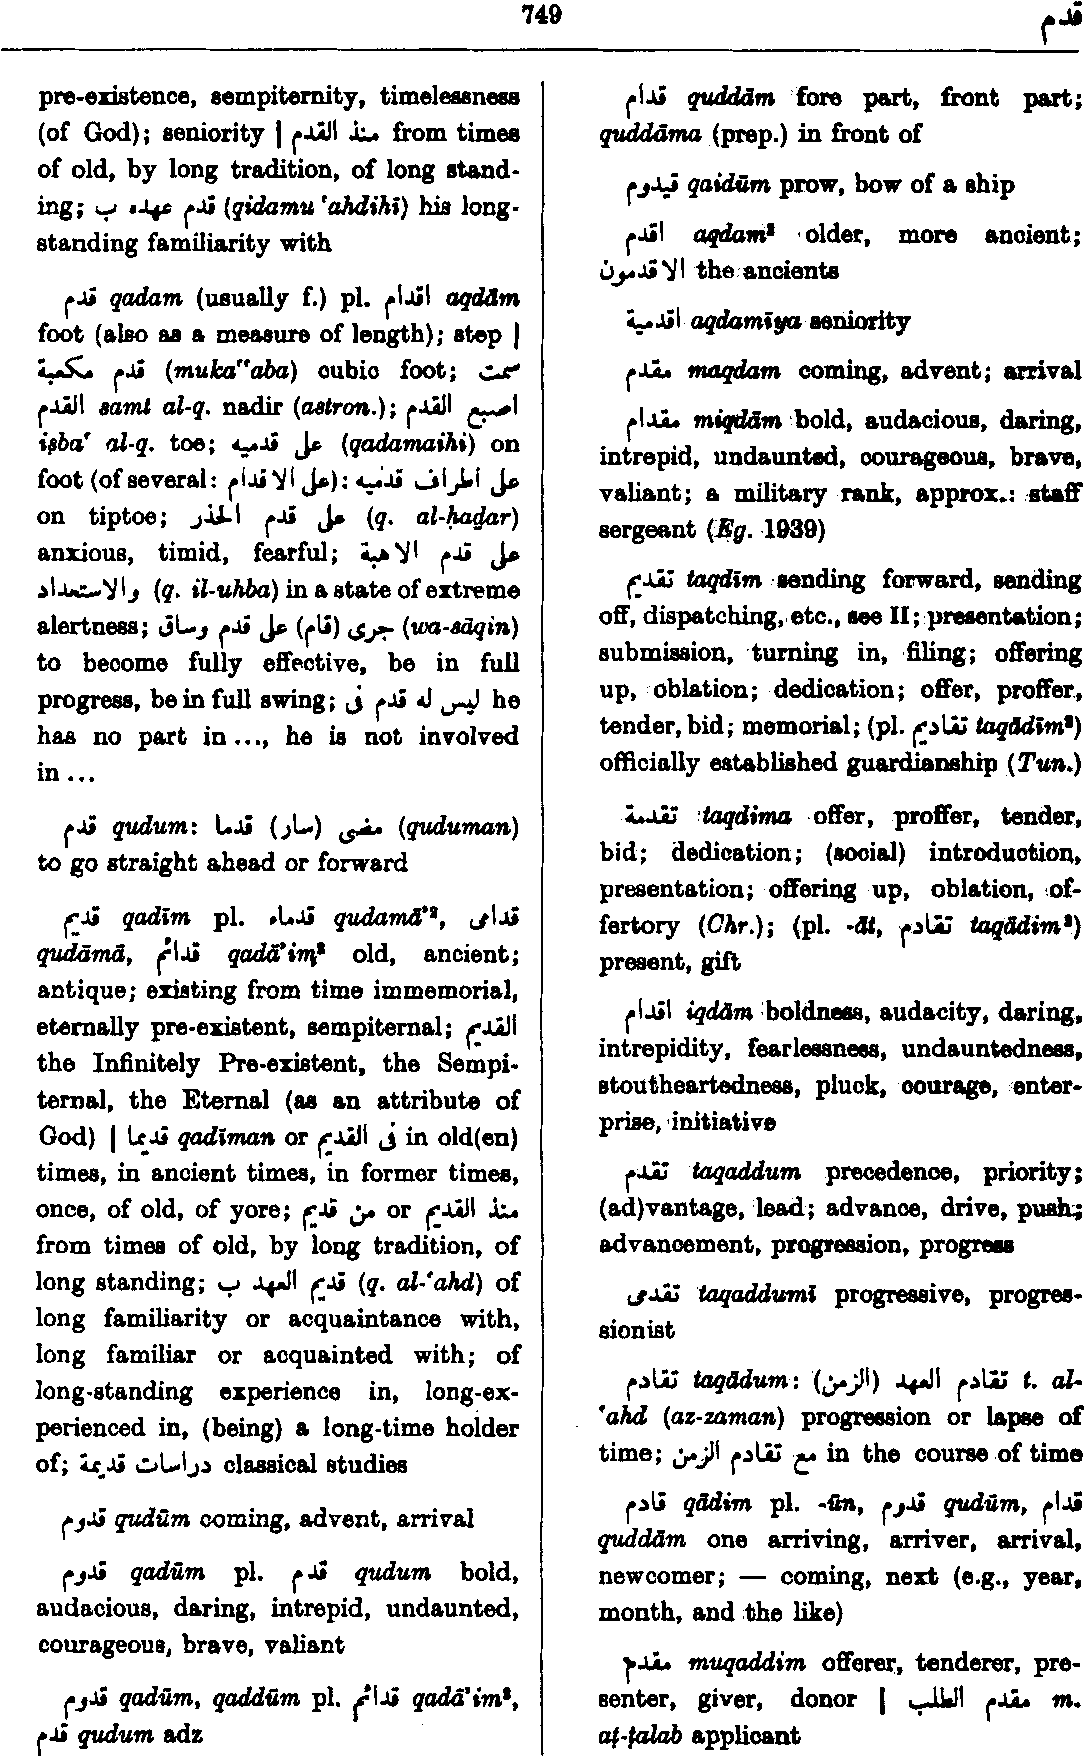 749
قدم
pre-existence, sempiternity, timelessness
(of God); seniority | منذ القدم from times
of old, by long tradition, of long stand-
ing; قدم عهده ب (qidamu ‘ahdihī) his long-
standing familiarity with
قدم qadam (usually f.) pl. اقدام aqdām
foot (also as a measure of length); step |
قدم مكعبة (muka‘‘aba) cubic foot; سمت
القدم samt al-q. nadir (astron.); اصبع القدم
iṣba‘ al-q. toe; على قدميه (qadamaihi) on
foot (of several: على الاقدام); على اطراف قدميه
on tiptoe; على قدم الحذر (q. al-ḥaḏar)
anxious, timid, fearful; على قدم الاهبة
والاستعداد (q. il-uhba) in a state of extreme
alertness; جرى (قام) على قدم وساق (wa-sāqin)
to become fully effective, be in full
progress, be in full swing; ليس له قدم فى he
has no part in ..., he is not involved
in ...
قدم qudum: مضى (سار) قدما (quduman)
to go straight ahead or forward
قديم qadīm pl. قدماء qudamā’², قدامى
qudāmā, قدائم qadā’im² old, ancient;
antique; existing from time immemorial,
eternally pre-existent, sempiternal; القديم
the Infinitely Pre-existent, the Sempi-
ternal, the Eternal (as an attribute of
God) | قديما qadīman or فى القديم in old(en)
times, in ancient times, in former times,
once, of old, of yore; من قديم or منذ القديم
from times of old, by long tradition, of
long standing; قديم العهد ب (q. al-‘ahd) of
long familiarity or acquaintance with,
long familiar or acquainted with; of
long-standing experience in, long-ex-
perienced in, (being) a long-time holder
of; دراسات قديمة classical studies
قدوم qudūm coming, advent, arrival
قدوم qadūm pl. قدم qudum bold,
audacious, daring, intrepid, undaunted,
courageous, brave, valiant
قدوم qadūm, qaddūm pl. قدائم qadā’im²,
قدم qudum adz
قدام quddām fore part, front part;
quddāma (prep.) in front of
قيدوم qaidūm prow, bow of a ship
اقدم aqdam² older, more ancient;
الاقدمون the ancients
اقدمية aqdamīya seniority
مقدم maqdam coming, advent; arrival
مقدام miqdām bold, audacious, daring,
intrepid, undaunted, courageous, brave,
valiant; a military rank, approx.: staff
sergeant (Eg. 1939)
تقديم taqdīm sending forward, sending
off, dispatching, etc., see II; presentation;
submission, turning in, filing; offering
up, oblation; dedication; offer, proffer,
tender, bid; memorial; (pl. تقاديم taqādīm²)
officially established guardianship (Tun.)
تقدمة taqdima offer, proffer, tender,
bid; dedication; (social) introduction,
presentation; offering up, oblation, of-
fertory (Chr.); (pl. -āt, تقادم taqādim²)
present, gift
اقدام iqdām boldness, audacity, daring,
intrepidity, fearlessness, undauntedness,
stoutheartedness, pluck, courage, enter-
prise, initiative
تقدم taqaddum precedence, priority;
(ad)vantage, lead; advance, drive, push;
advancement, progression, progress
تقدمى taqaddumī progressive, progres-
sionist
تقادم taqādum: تقادم العهد (الزمن) t. al-
‘ahd (az-zaman) progression or lapse of
time; مع تقادم الزمن in the course of time
قادم qādim pl. -ūn, قدوم qudūm, قدام
quddām one arriving, arriver, arrival,
newcomer; — coming, next (e.g., year,
month, and the like)
مقدم muqaddim offerer, tenderer, pre-
senter, giver, donor | مقدم الطلب m.
aṭ-ṭalab applicant